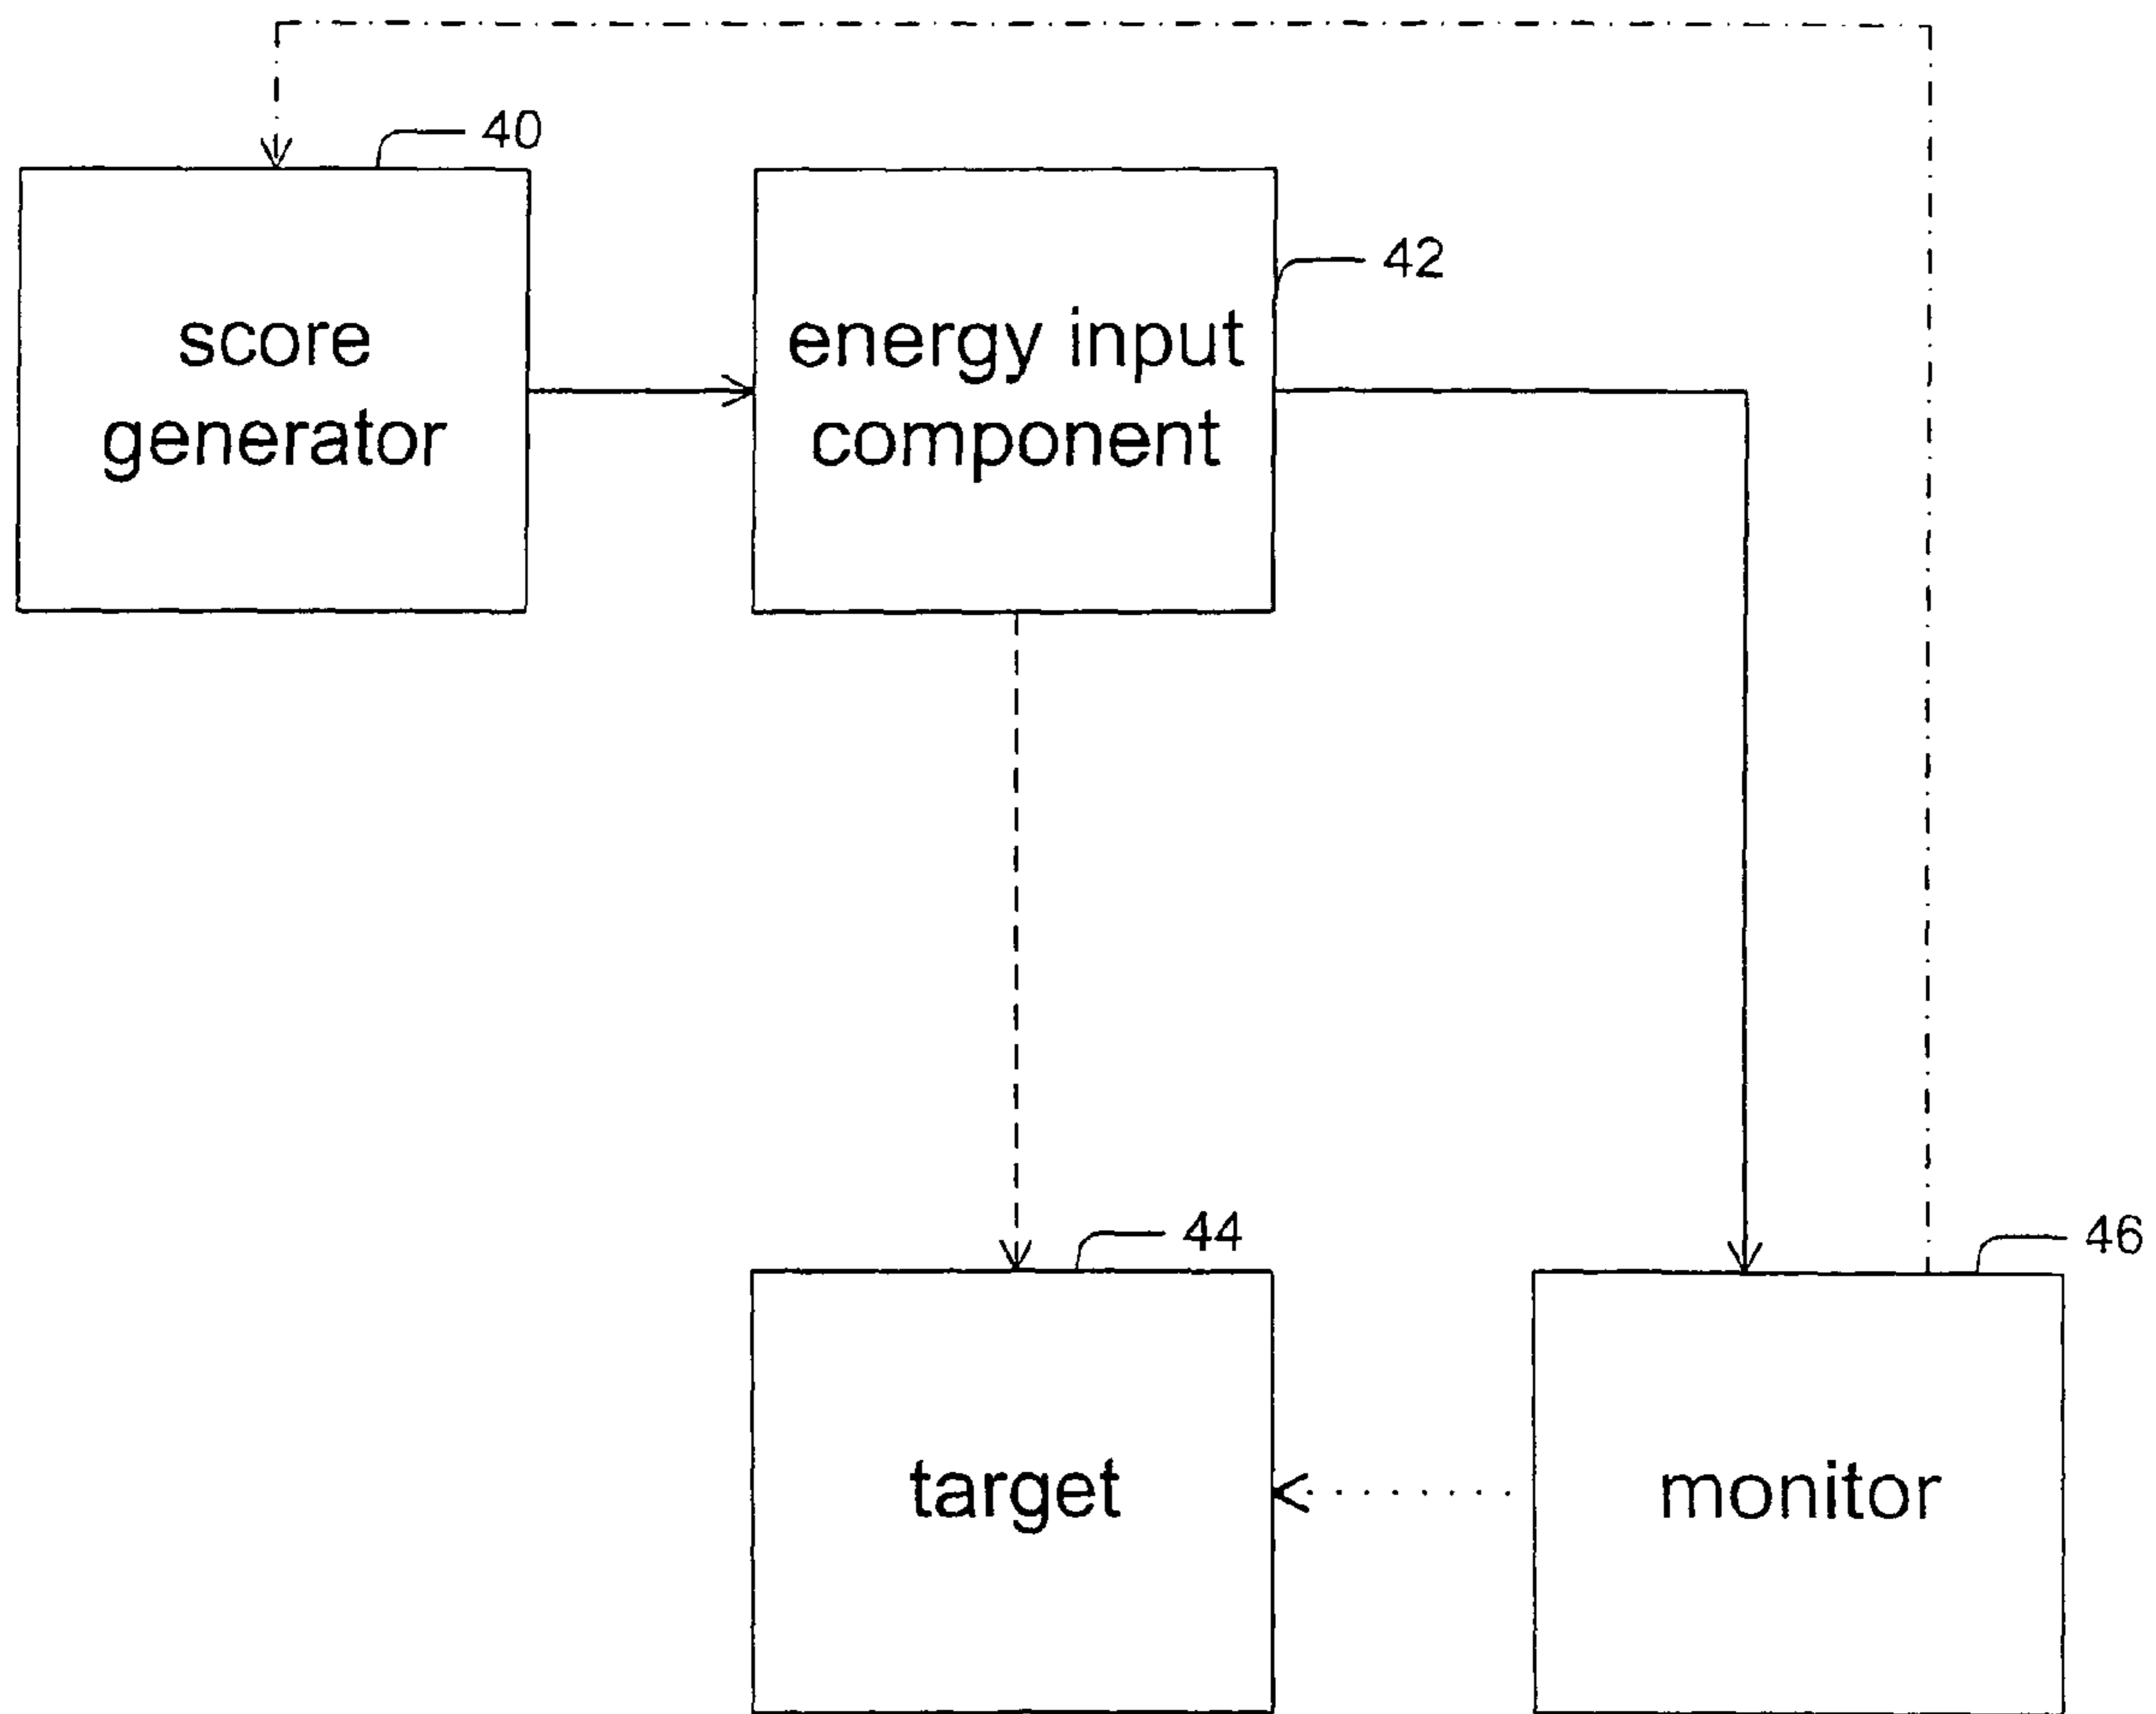 40
score
generator
energy input
component
42
44
target
46
monitor